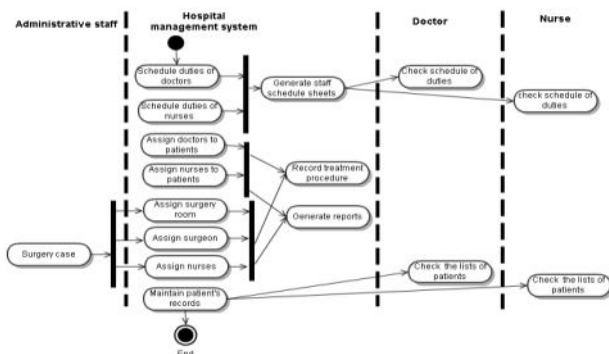 Administrative staff
Hospital
management system
Doctor
Nurse
Schedule duties of
doctors
Generate staff
schedule sheets
Check schedule of
duties
check schedule of
duties
Schedule duties of
nurses
Assign doctors to
patients
Assign nurses to
patients
Record treatment
procedure
Assign surgery
room
Generate reports
Assign surgeon
Surgery case
Assign nurses
Check the lists of
patients
Check the lists of
patients
Maintain patient's
records
End